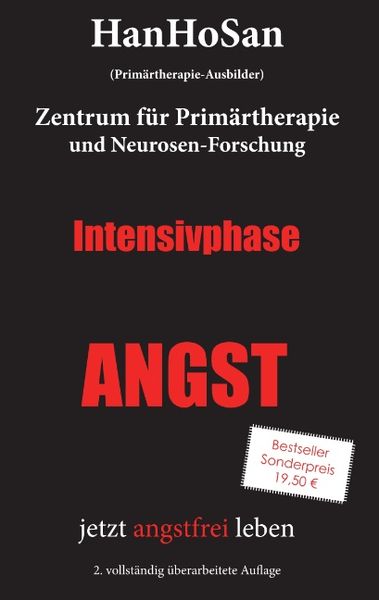 HanHoSan
(Primärtherapie-Ausbilder)
Zentrum für Primärtherapie
und Neurosen-Forschung
Intensivphase
ANGST
Bestseller
Sonderpreis
19,50 €
jetzt angstfrei leben
2. vollständig überarbeitete Auflage